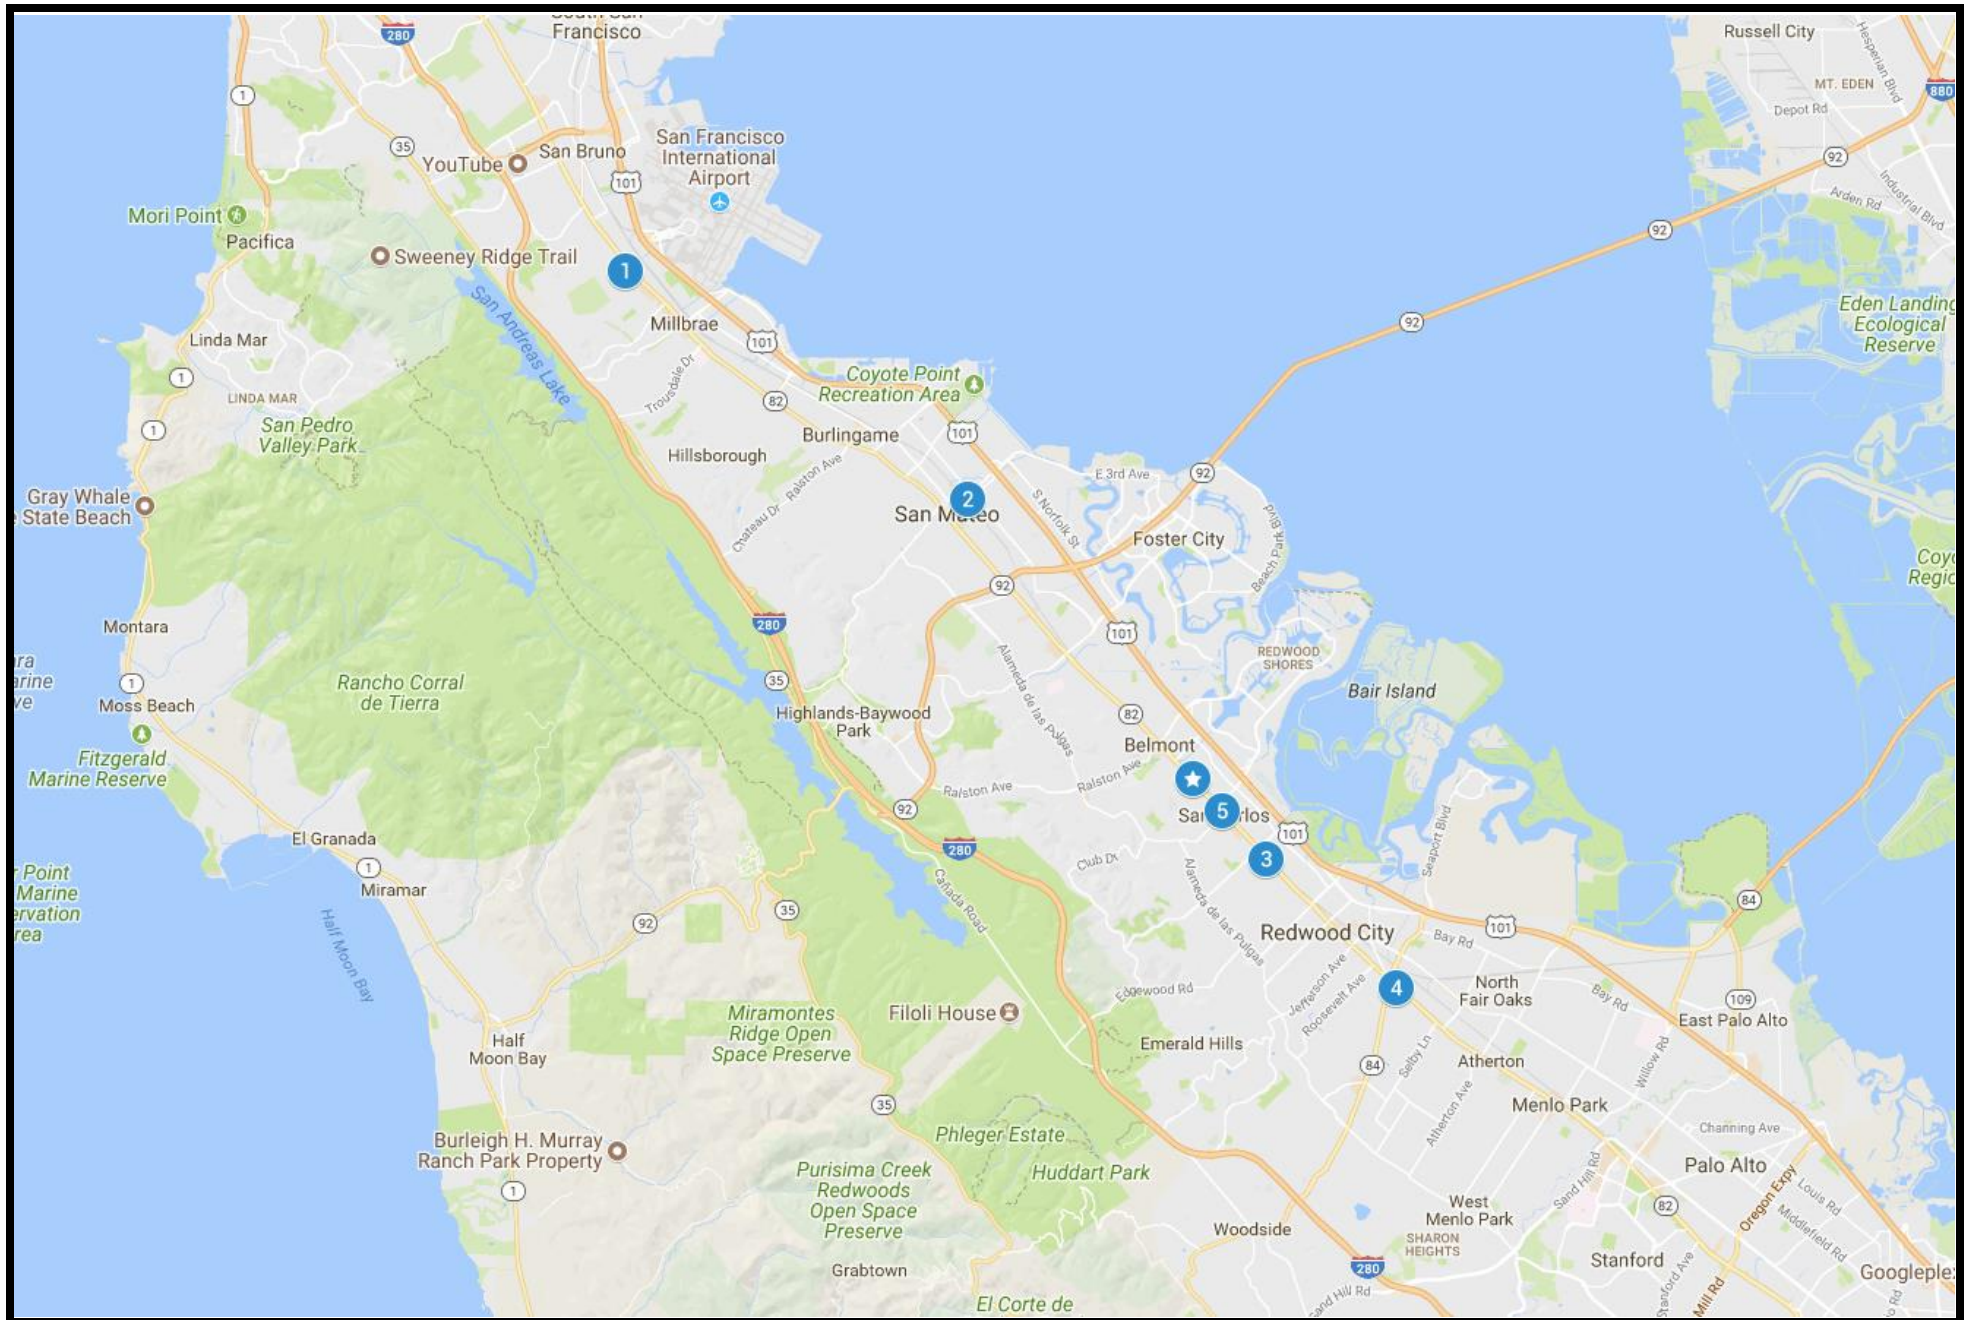 South San
Francisco
280
Russell City
Hesperian Blvd
MT. EDEN
880
1
Depot Rd
San Francisco
International
Airport
35
YouTube
San Bruno
101
92
Industrial Blvd
Arden Rd
Mori Point
Pacifica
92
Sweeney Ridge Trail
1
San Andreas Lake
Eden Landing
Ecological
Reserve
92
Millbrae
Linda Mar
101
1
Trousdale Dr
Coyote Point
Recreation Area
LINDA MAR
82
San Pedro
Valley Park
1
Burlingame
101
Hillsborough
Ralston Ave
E 3rd Ave
92
Gray Whale
State Beach
2
San Mateo
S Norfolk St
Chateau Dr
Beach Park Blvd
Foster City
92
280
Montara
101
REDWOOD
SHORES
Alameda de las Pulgas
35
1
Rancho Corral
de Tierra
Bair Island
Moss Beach
Highlands-Baywood
Park
82
Belmont
Fitzgerald
Marine Reserve
Ralston Ave
Ralston Ave
92
5
San Carlos
101
El Granada
280
3
Club Dr
Seaport Blvd
1
Miramar
Point
Marine
Cañada Road
Alameda de las Pulgas
84
35
92
Half Moon Bay
Redwood City
101
Bay Rd
Jefferson Ave
Roosevelt Ave
4
North
Fair Oaks
Edgewood Rd
Bay Rd
109
East Palo Alto
Filoli House
Miramontes
Ridge Open
Space Preserve
Half
Moon Bay
Emerald Hills
Selby Ln
Atherton
Willow Rd
84
35
Atherton Ave
Menlo Park
Channing Ave
Phleger Estate
Burleigh H. Murray
Ranch Park Property
Huddart Park
Purisima Creek
Redwoods
Open Space
Preserve
Sand Hill Rd
Palo Alto
Oregon Expy
Louis Rd
1
West
Menlo Park
82
Middlefield Rd
Woodside
SHARON
HEIGHTS
Stanford
280
Grabtown
Stanford Ave
Googleplex
Sand Hill Rd
Mill Rd
El Corte de